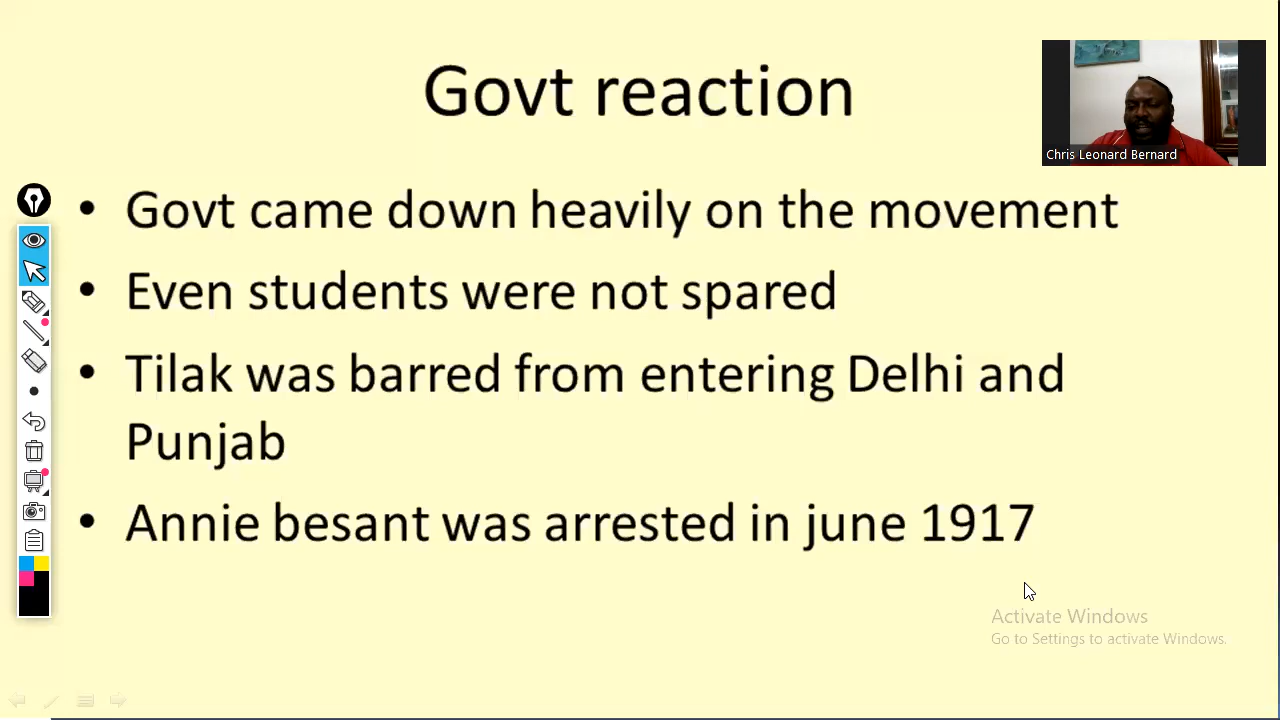 Govt reaction
Chris Leonard Bernard
• Govt came down heavily on the movement
• Even students were not spared
• Tilak was barred from entering Delhi and
Punjab
• Annie besant was arrested in june 1917
Activate Windows
Go to Settings to activate Windows.